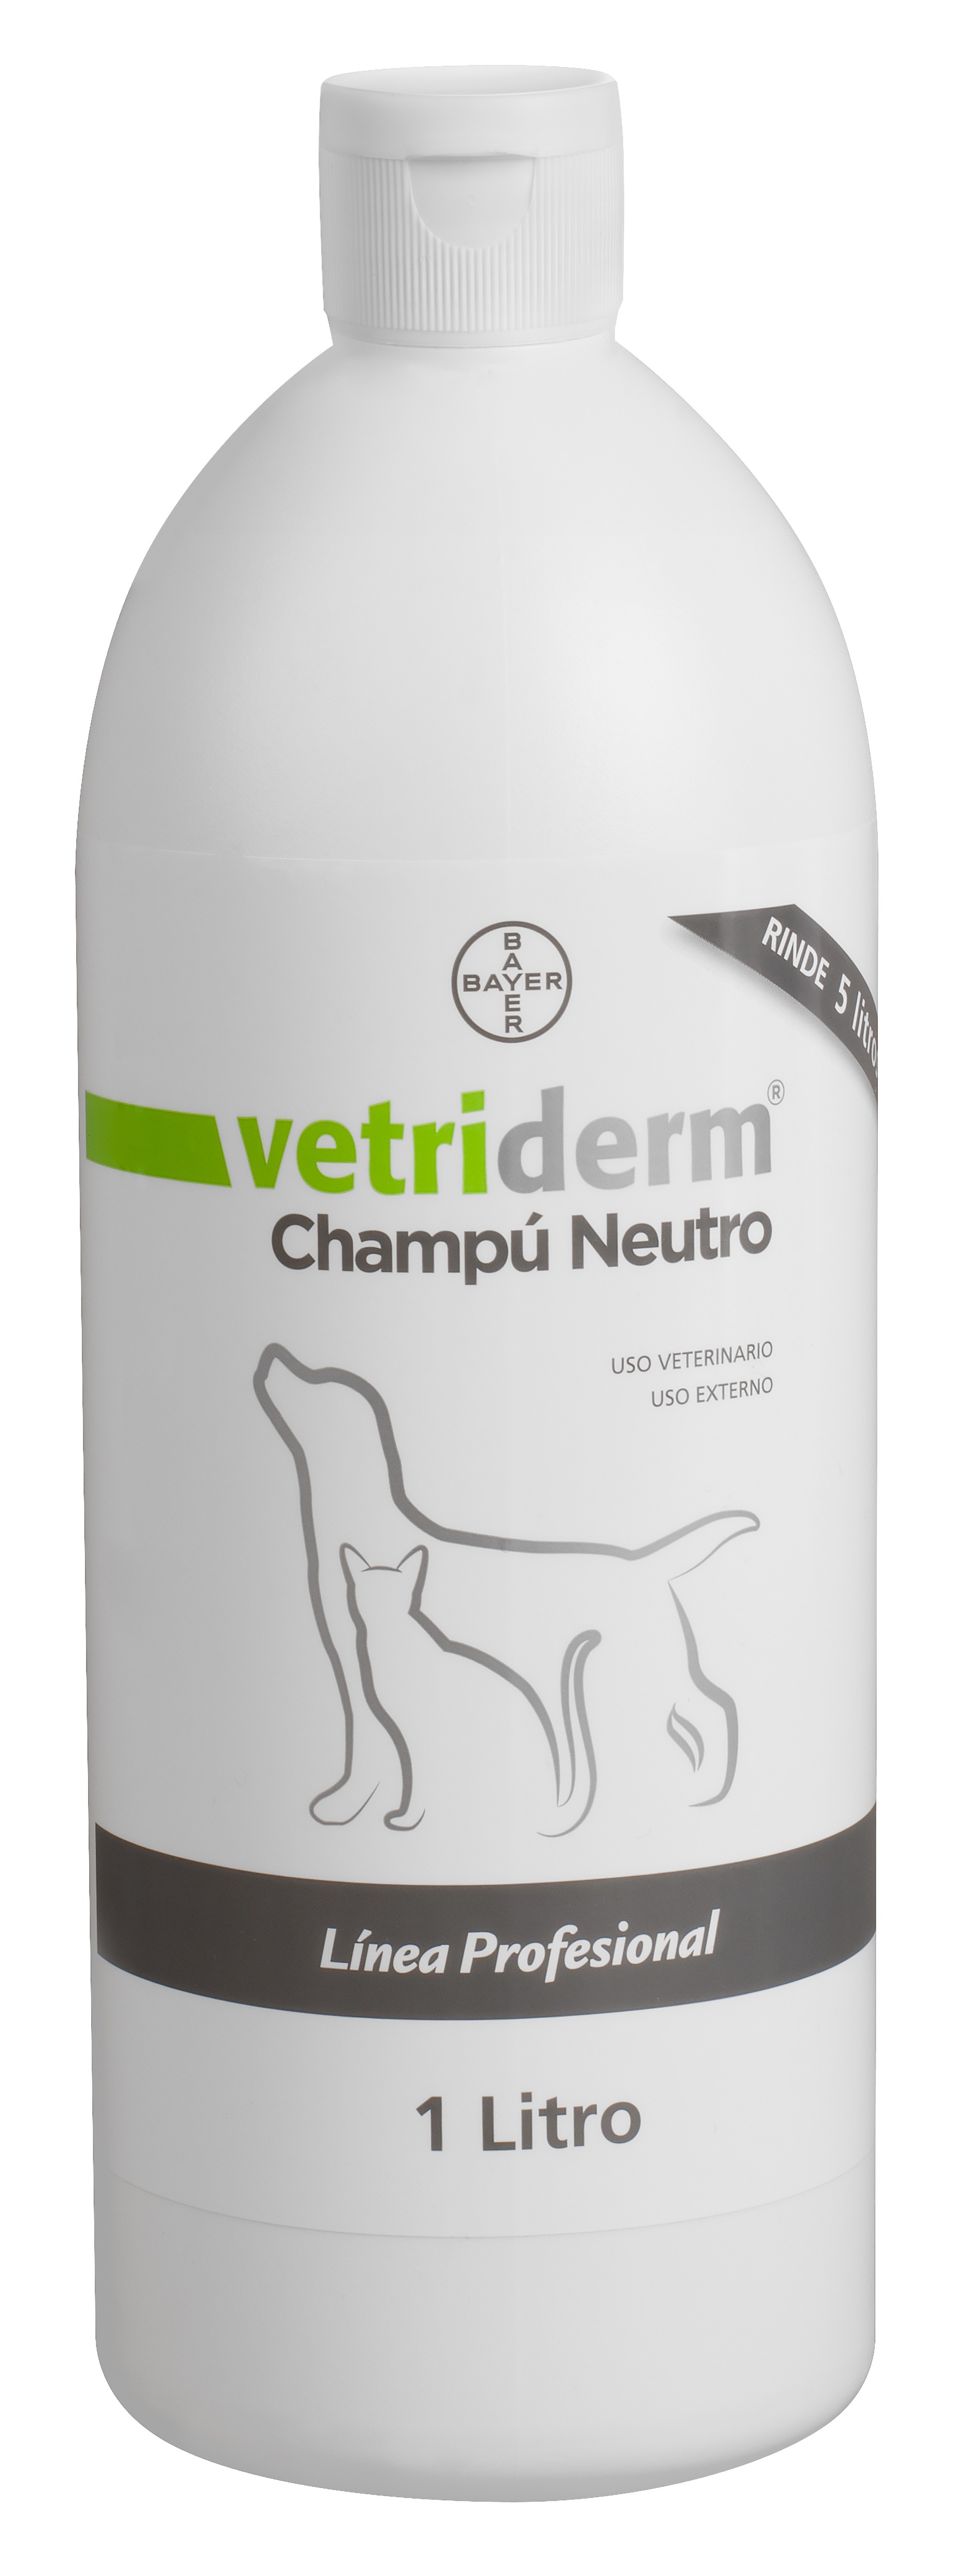 BAYER
BAYER
RINDE 5 litros
vetriderm®
Champú Neutro
USO VETERINARIO
USO EXTERNO
Línea Profesional
1 Litro